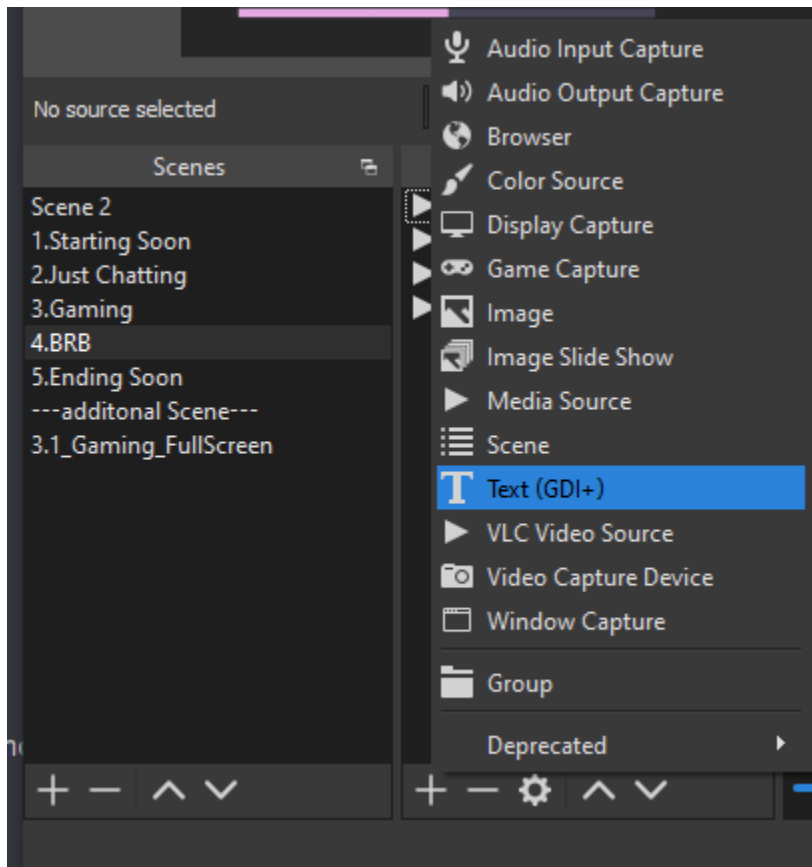 No source selected
Scenes
Scene 2
1.Starting Soon
2.Just Chatting
3.Gaming
4.BRB
5.Ending Soon
---additonal Scene---
3.1_Gaming_FullScreen
Audio Input Capture
Audio Output Capture
Browser
Color Source
Display Capture
Game Capture
Image
Image Slide Show
Media Source
Scene
Text (GDI+)
VLC Video Source
Video Capture Device
Window Capture
Group
Deprecated